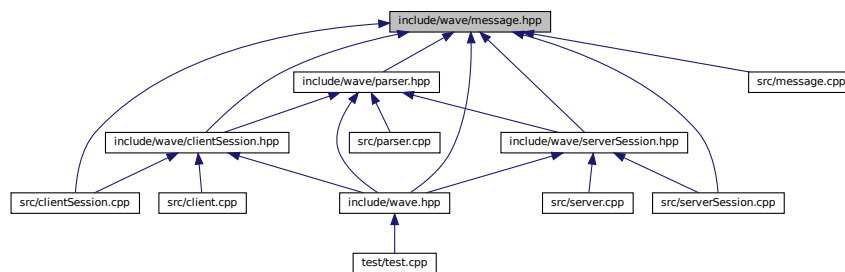 include/wave/message.hpp
include/wave/parser.hpp
src/message.cpp
include/wave/clientSession.hpp
src/parser.cpp
include/wave/serverSession.hpp
src/clientSession.cpp
src/client.cpp
include/wave.hpp
src/server.cpp
src/serverSession.cpp
test/test.cpp